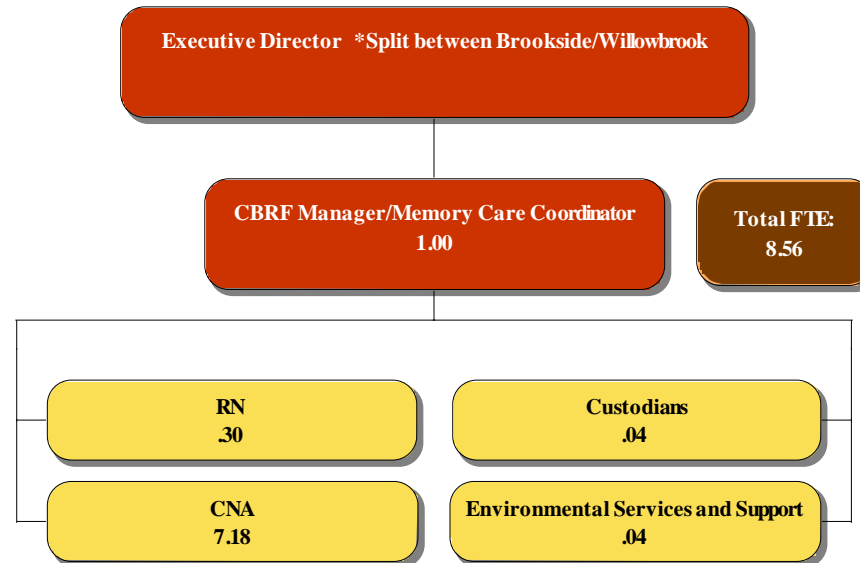 Executive Director *Split between Brookside/Willowbrook
CBRF Manager/Memory Care Coordinator
1.00
Total FTE:
8.56
RN
.30
Custodians
.04
CNA
7.18
Environmental Services and Support
.04